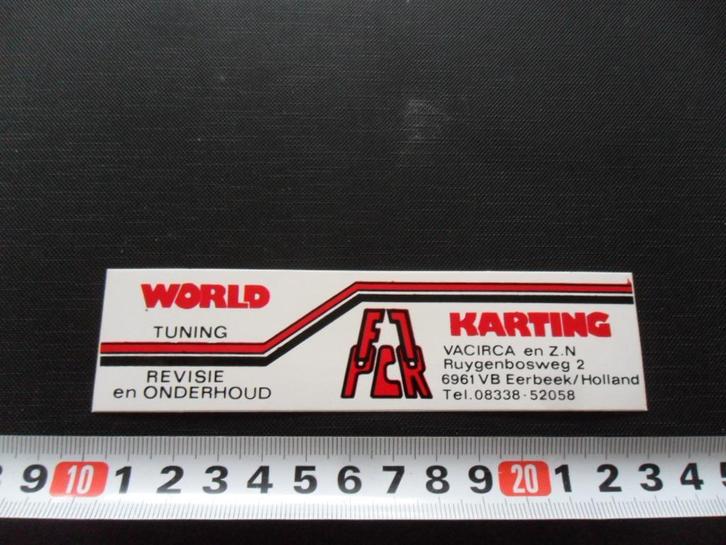 WORLD
TUNING
REVISIE
en ONDERHOUD
KARTING
VACIRCA en Z.N
Ruygenbosweg 2
6961 VB Eerbeek/Holland
Tel.08338-52058
9 10 1 2 3 4 5 6 7 8 9 20 1 2 3 4 5